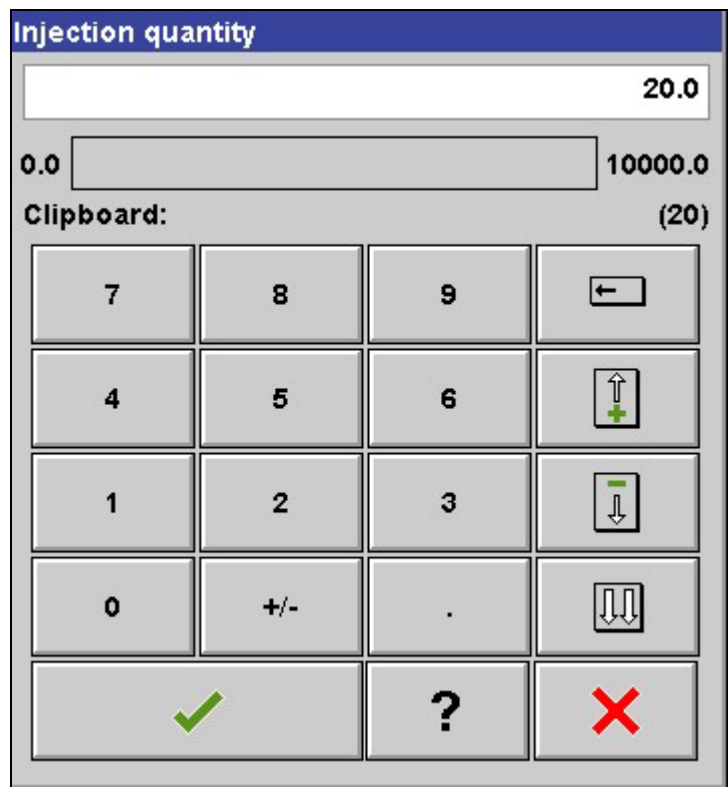 Injection quantity
20.0
0.0 10000.0
Clipboard: (20)
7 8 9
4 5 6
1 2 3
0 +/- .
?